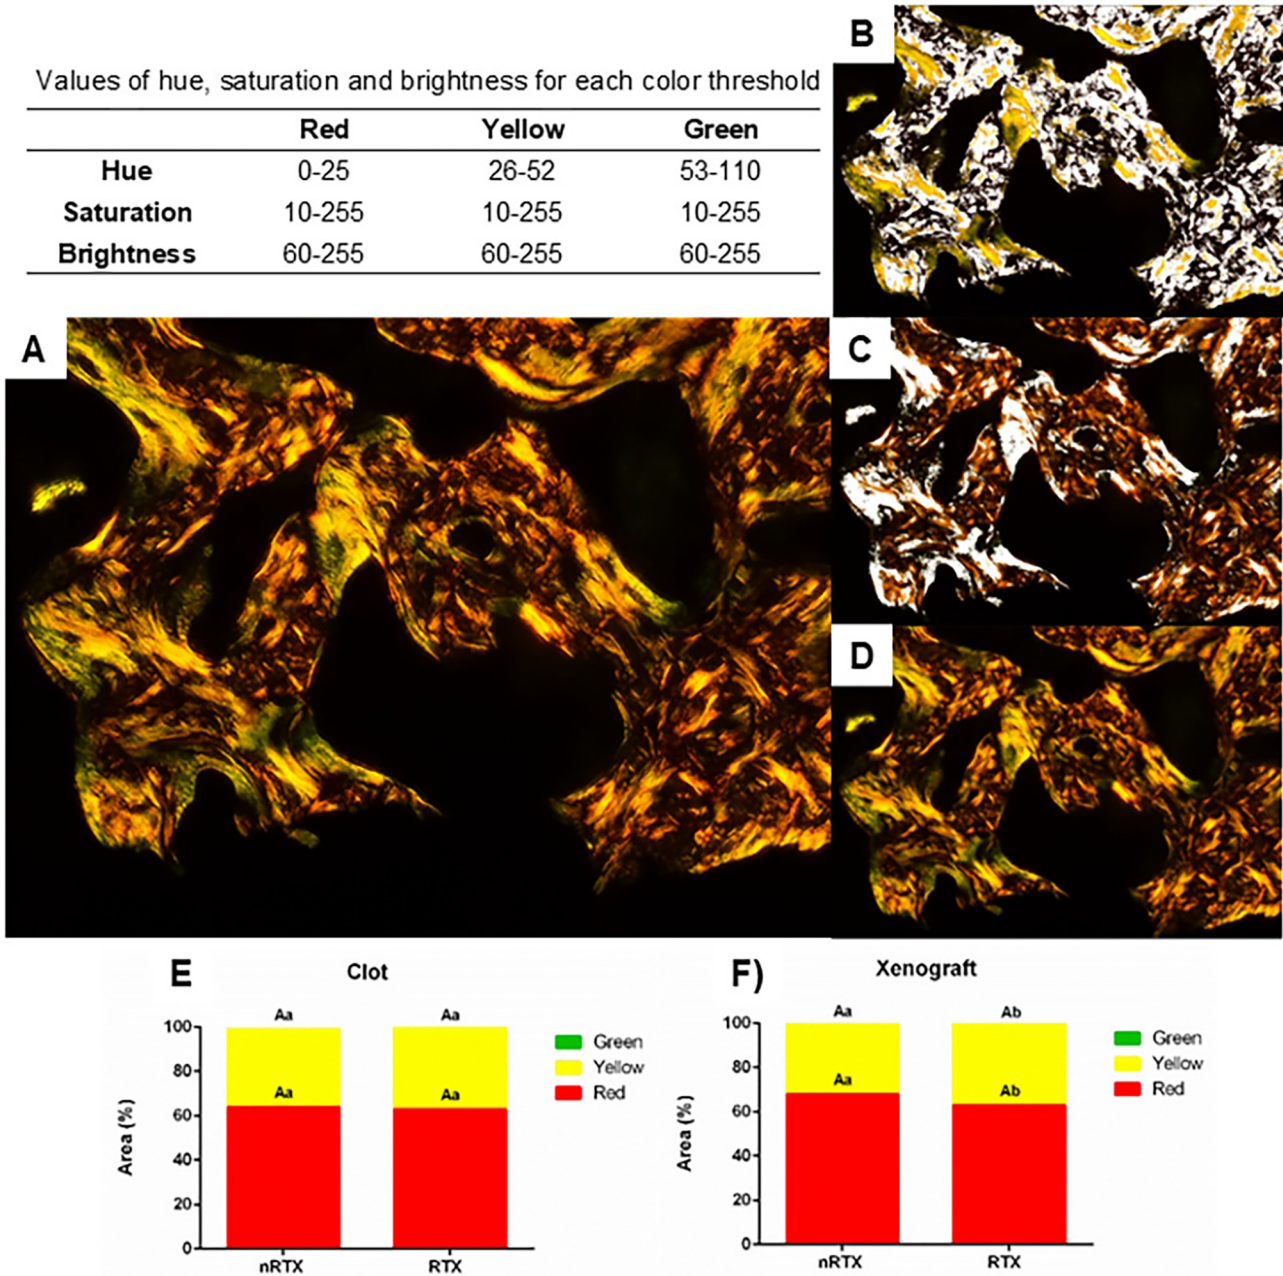 Values of hue, saturation and brightness for each color threshold
Red Yellow Green
Hue 0-25 26-52 53-110
Saturation 10-255 10-255 10-255
Brightness 60-255 60-255 60-255
A
B
C
D
E
Clot
Area (%)
100
80
60
40
20
0
Aa Aa
Aa Aa
nRTX RTX
Green
Yellow
Red
F)
Xenograft
Area (%)
100
80
60
40
20
0
Aa Ab
Aa Ab
nRTX RTX
Green
Yellow
Red